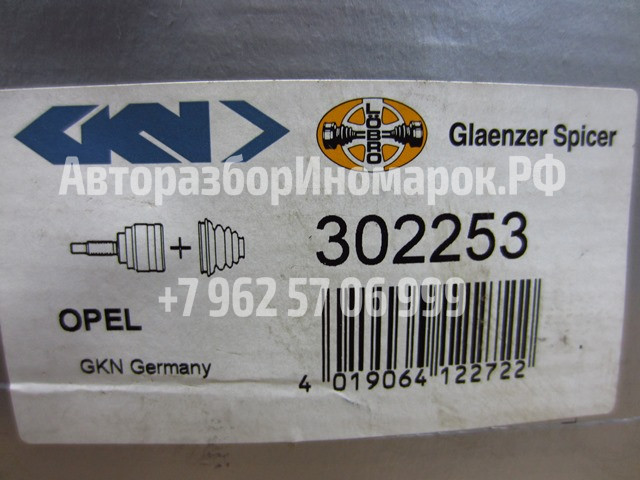 GKN
LÖBRO
Glaenzer Spicer
АвторазборИномарок.РФ
302253
+7 962 57 06 999
OPEL
GKN Germany
4 019064 122722